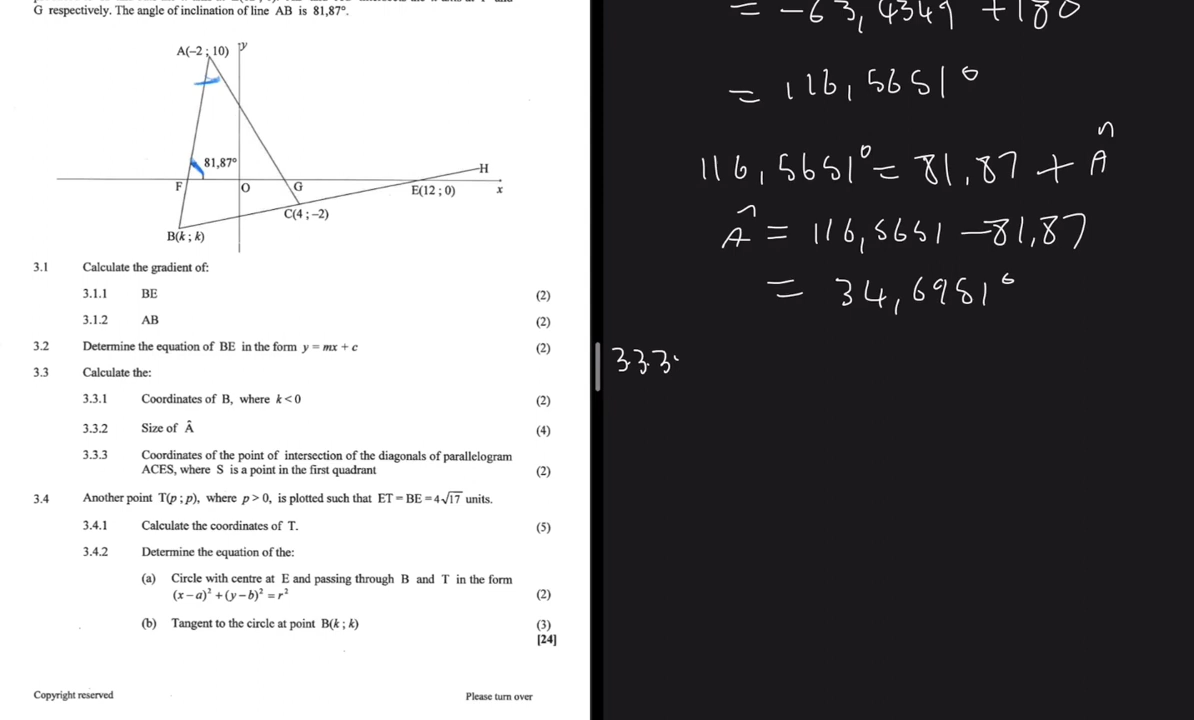 G respectively. The angle of inclination of line AB is 81,87°.
A(−2 ; 10)
y
81,87°
H
F
O
G
E(12 ; 0)
x
C(4 ; −2)
B(k ; k)
3.1 Calculate the gradient of:
3.1.1 BE (2)
3.1.2 AB (2)
3.2 Determine the equation of BE in the form y = mx + c (2)
3.3 Calculate the:
3.3.1 Coordinates of B, where k < 0 (2)
3.3.2 Size of Â (4)
3.3.3 Coordinates of the point of intersection of the diagonals of parallelogram
ACES, where S is a point in the first quadrant (2)
3.4 Another point T(p ; p), where p > 0, is plotted such that ET = BE = 4√17 units.
3.4.1 Calculate the coordinates of T. (5)
3.4.2 Determine the equation of the:
(a) Circle with centre at E and passing through B and T in the form
(x − a)² + (y − b)² = r² (2)
(b) Tangent to the circle at point B(k ; k) (3)
[24]
Copyright reserved
Please turn over
= −63,4349 + 180
= 116,5651°
116,5651° = 81,87 + Â
Â = 116,5651 − 81,87
= 34,6951°
3.3.3.